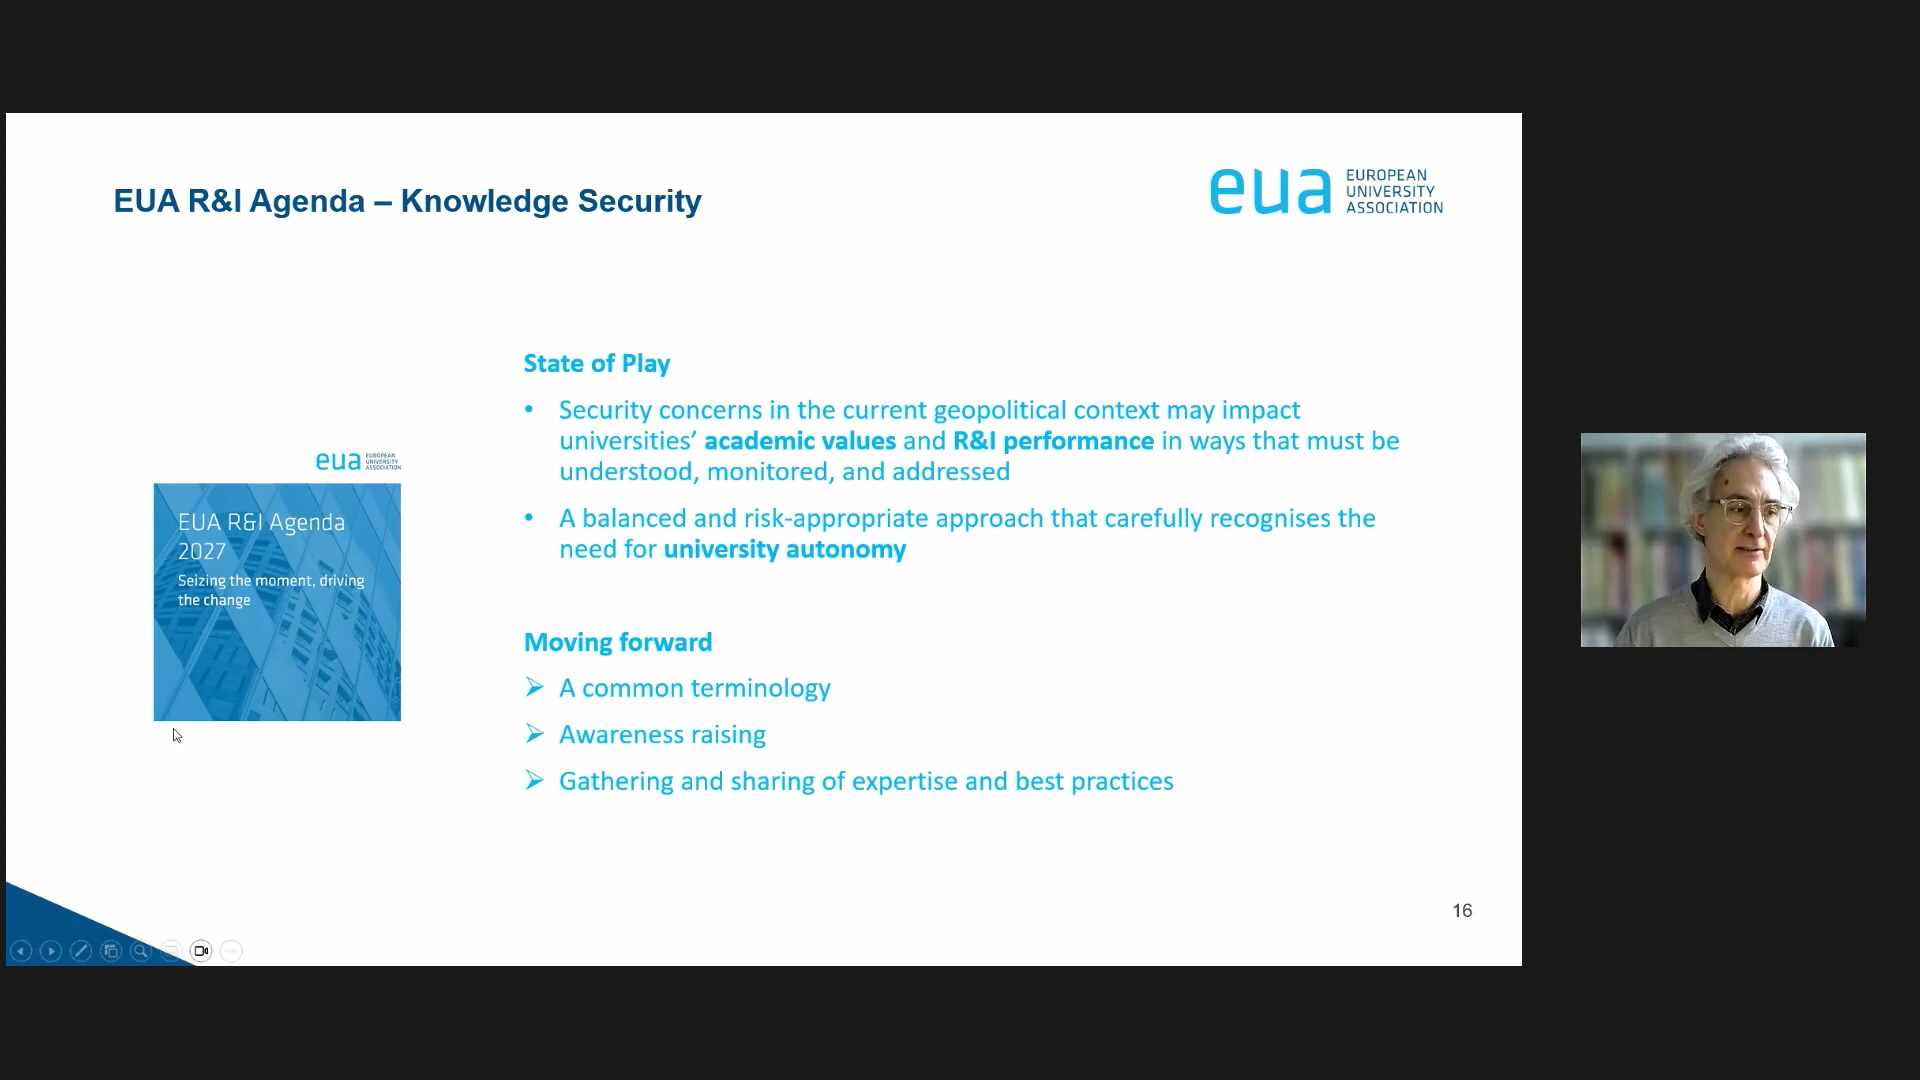 EUA R&I Agenda – Knowledge Security
eua
EUROPEAN
UNIVERSITY
ASSOCIATION
State of Play
• Security concerns in the current geopolitical context may impact
universities’ academic values and R&I performance in ways that must be
understood, monitored, and addressed
• A balanced and risk-appropriate approach that carefully recognises the
need for university autonomy
eua
EUROPEAN
UNIVERSITY
ASSOCIATION
EUA R&I Agenda
2027
Seizing the moment, driving
the change
Moving forward
➢ A common terminology
➢ Awareness raising
➢ Gathering and sharing of expertise and best practices
16